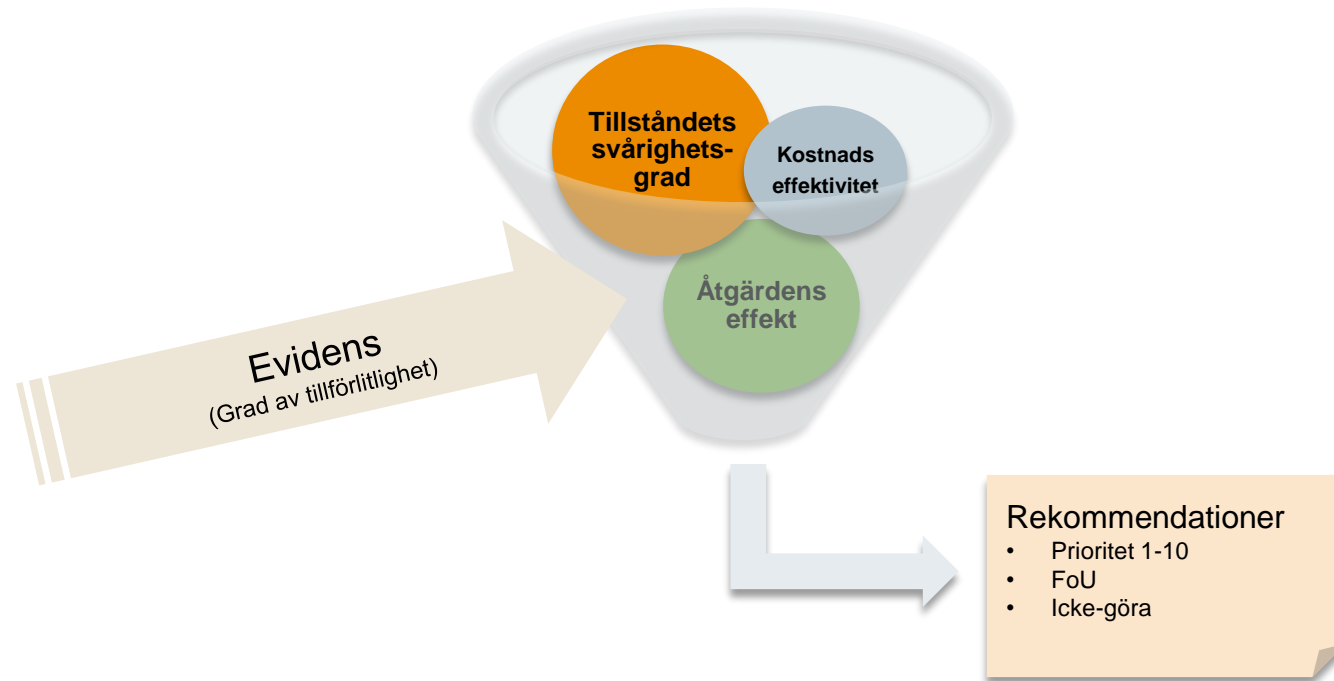 Tillståndets
svårighets-
grad
Kostnads
effektivitet
Åtgärdens
effekt
Evidens
(Grad av tillförlitlighet)
Rekommendationer
• Prioritet 1-10
• FoU
• Icke-göra